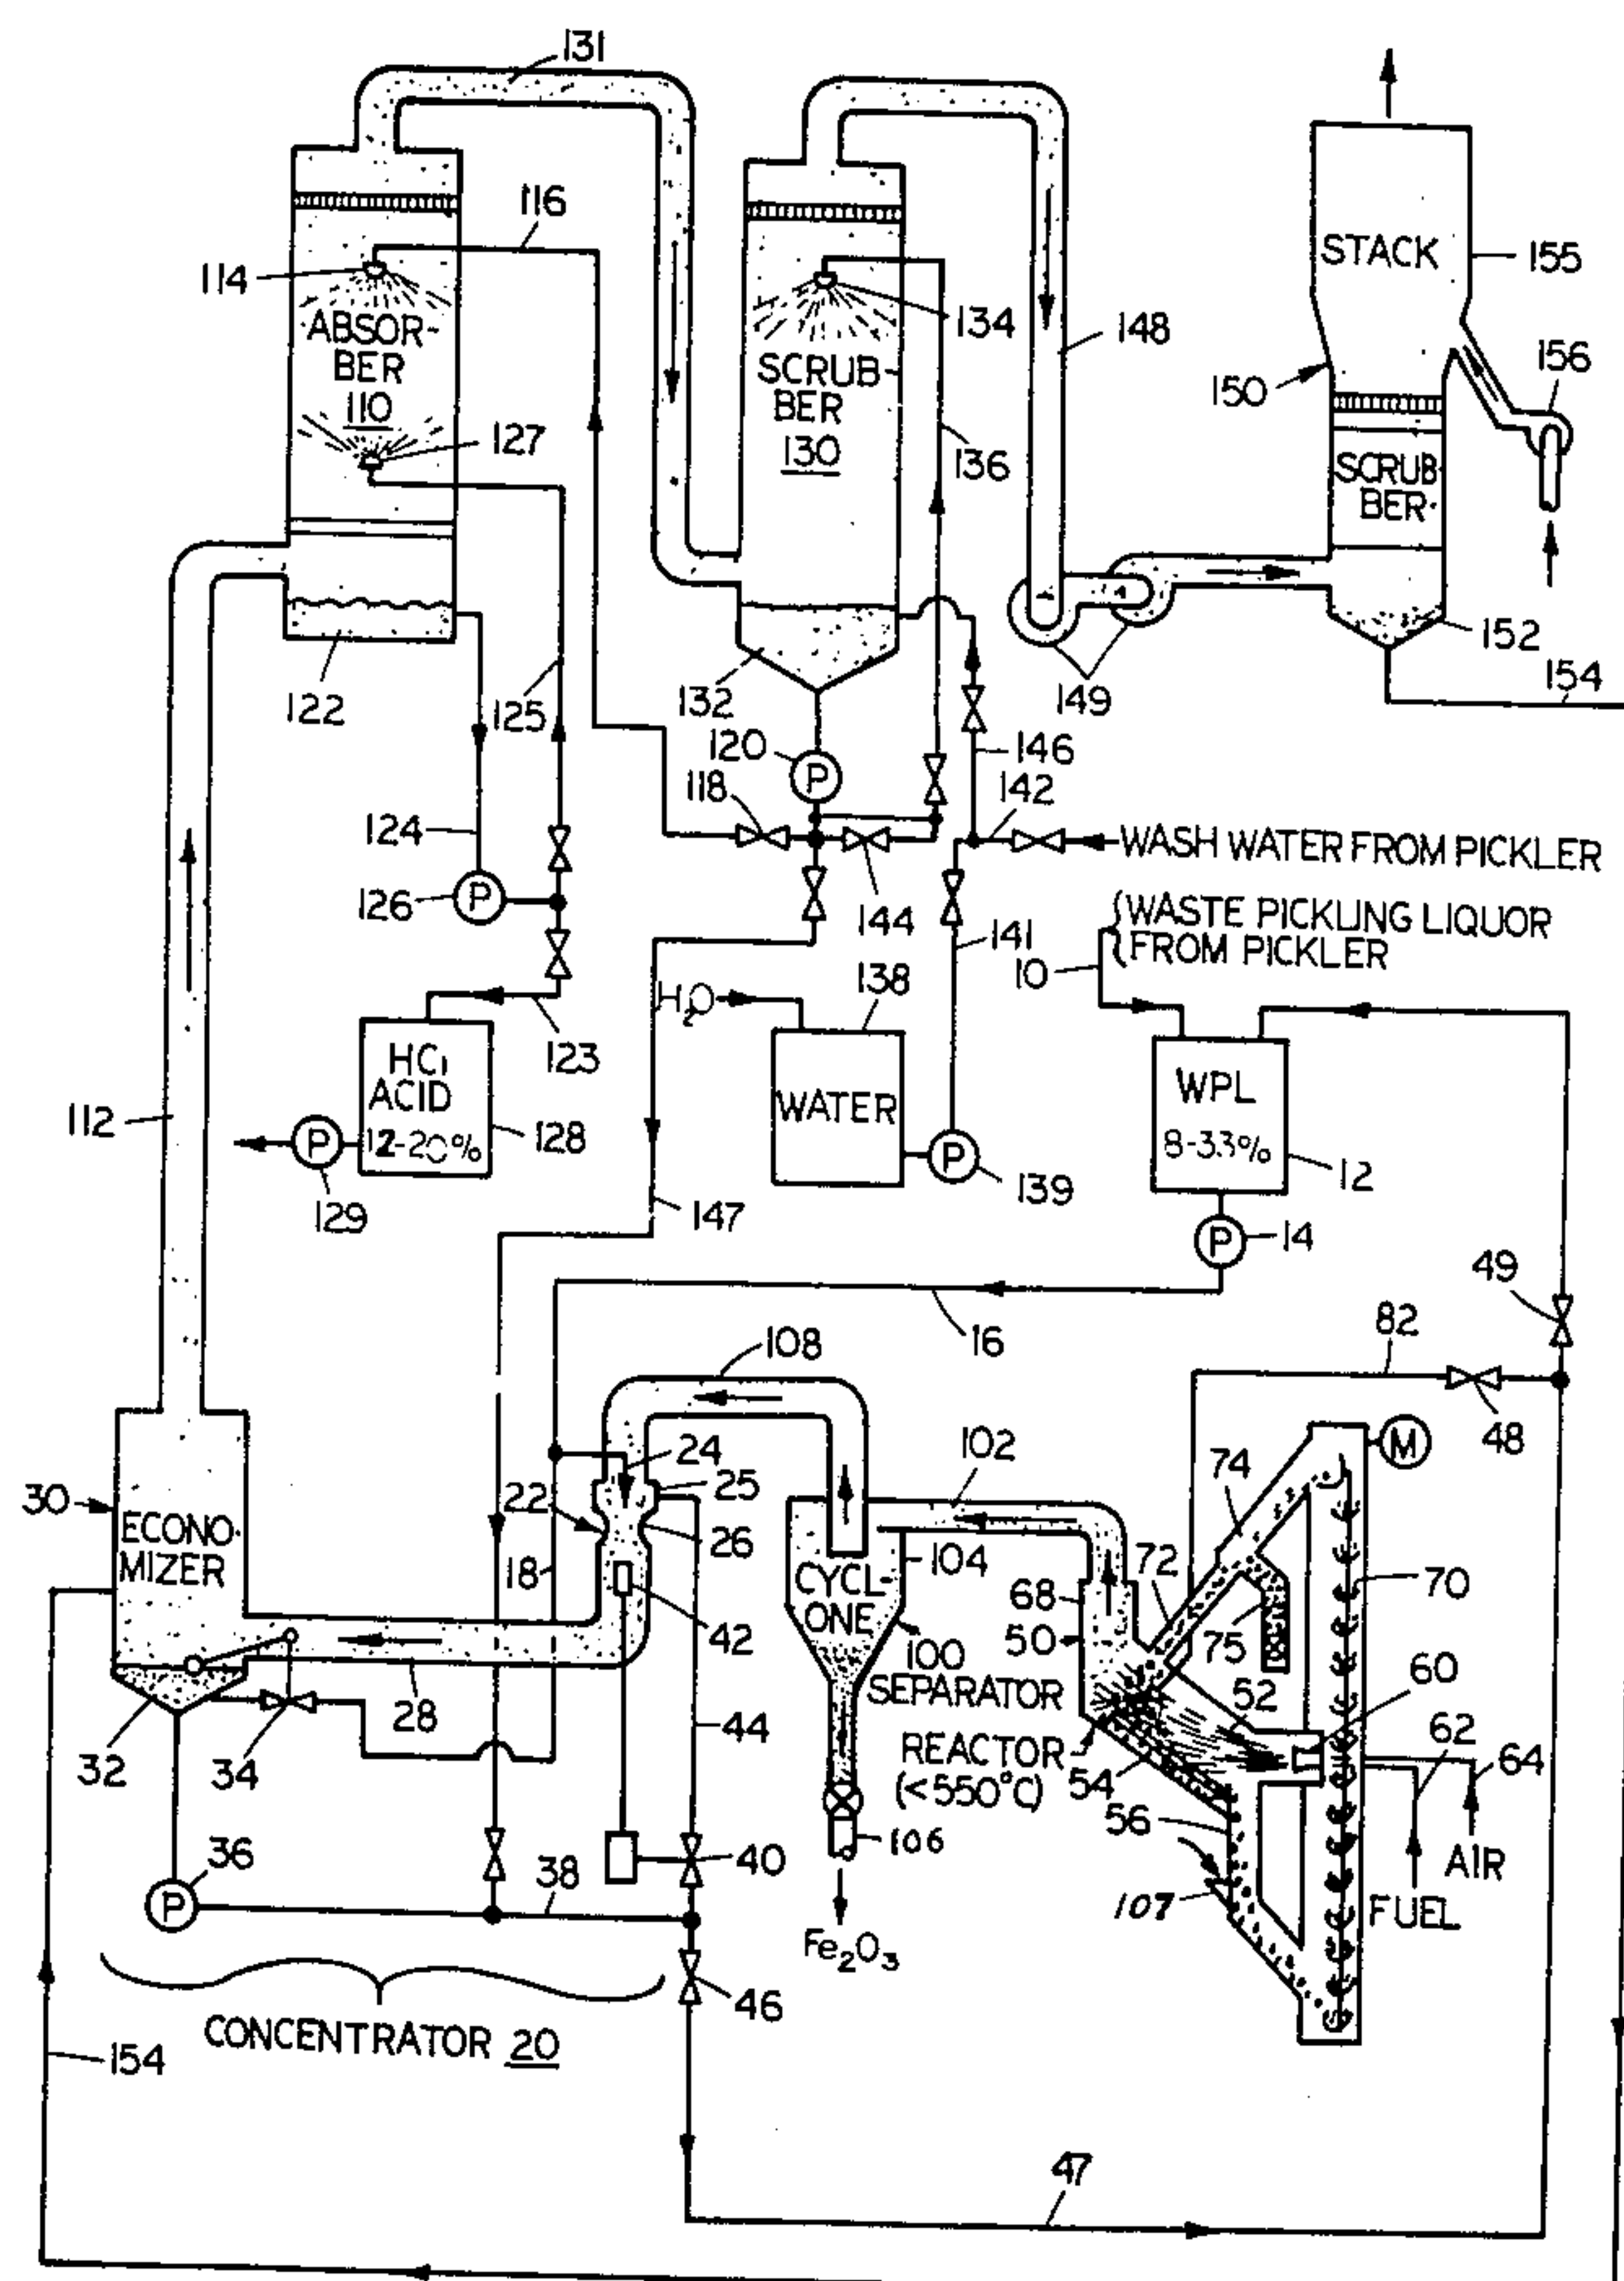 131
116
114
ABSOR-
BER
110
127
SCRUB-
BER
130
134
136
148
STACK
155
150
156
SCRUB
BER
152
154
122
125
132
149
120
146
118
142
124
WASH WATER FROM PICKLER
126
144
141
WASTE PICKLING LIQUOR
FROM PICKLER
10
H2O
138
123
HCl
ACID
12-20%
128
129
112
WATER
139
WPL
8-33%
12
14
147
16
49
82
48
108
24
25
22
26
18
42
30
ECONO-
MIZER
102
104
CYCL-
ONE
100
SEPARATOR
74
M
72
68
50
70
75
52
60
62
64
REACTOR
(<550°C)
54
56
AIR
FUEL
107
32
34
28
44
36
P
38
40
106
Fe2O3
46
CONCENTRATOR 20
154
47
P
P
P
P
P